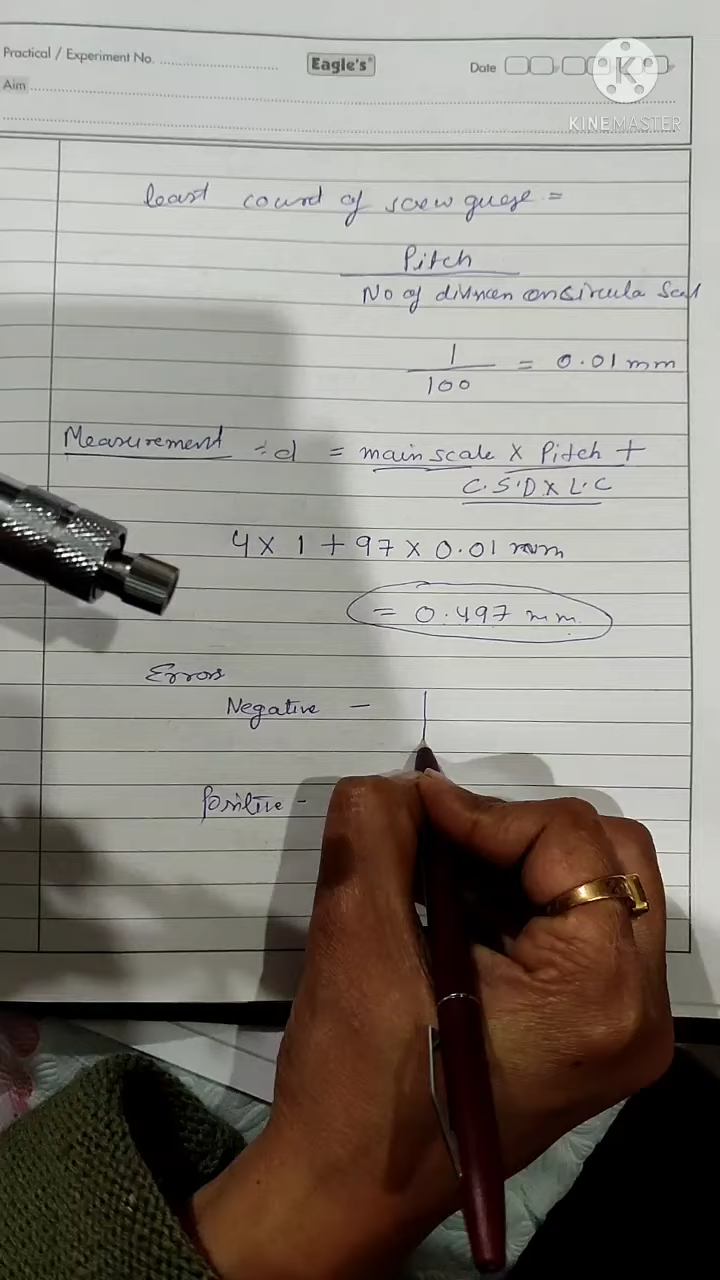 Practical / Experiment No. ..............................
Eagle's
Date
KINEMASTER
Aim
least count of screw guage =
Pitch
No of division on circula Scal
1
100
= 0.01 mm
Measurement ÷ d = main scale X Pitch +
C.S.D X L.C
4 X 1 + 97 X 0.01 mm
= 0.497 mm
Errors
Negative -
Positive -